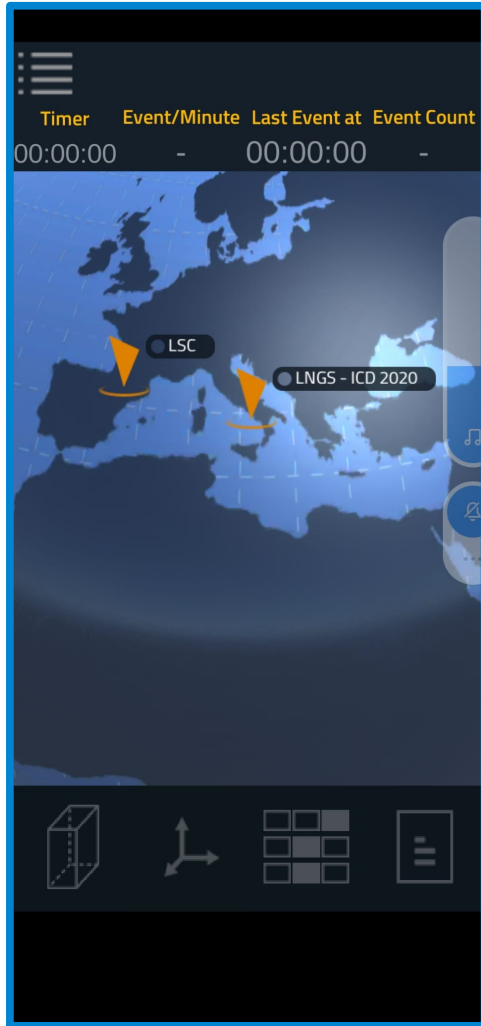 Timer Event/Minute Last Event at Event Count
00:00:00 - 00:00:00 -
LSC
LNGS - ICD 2020